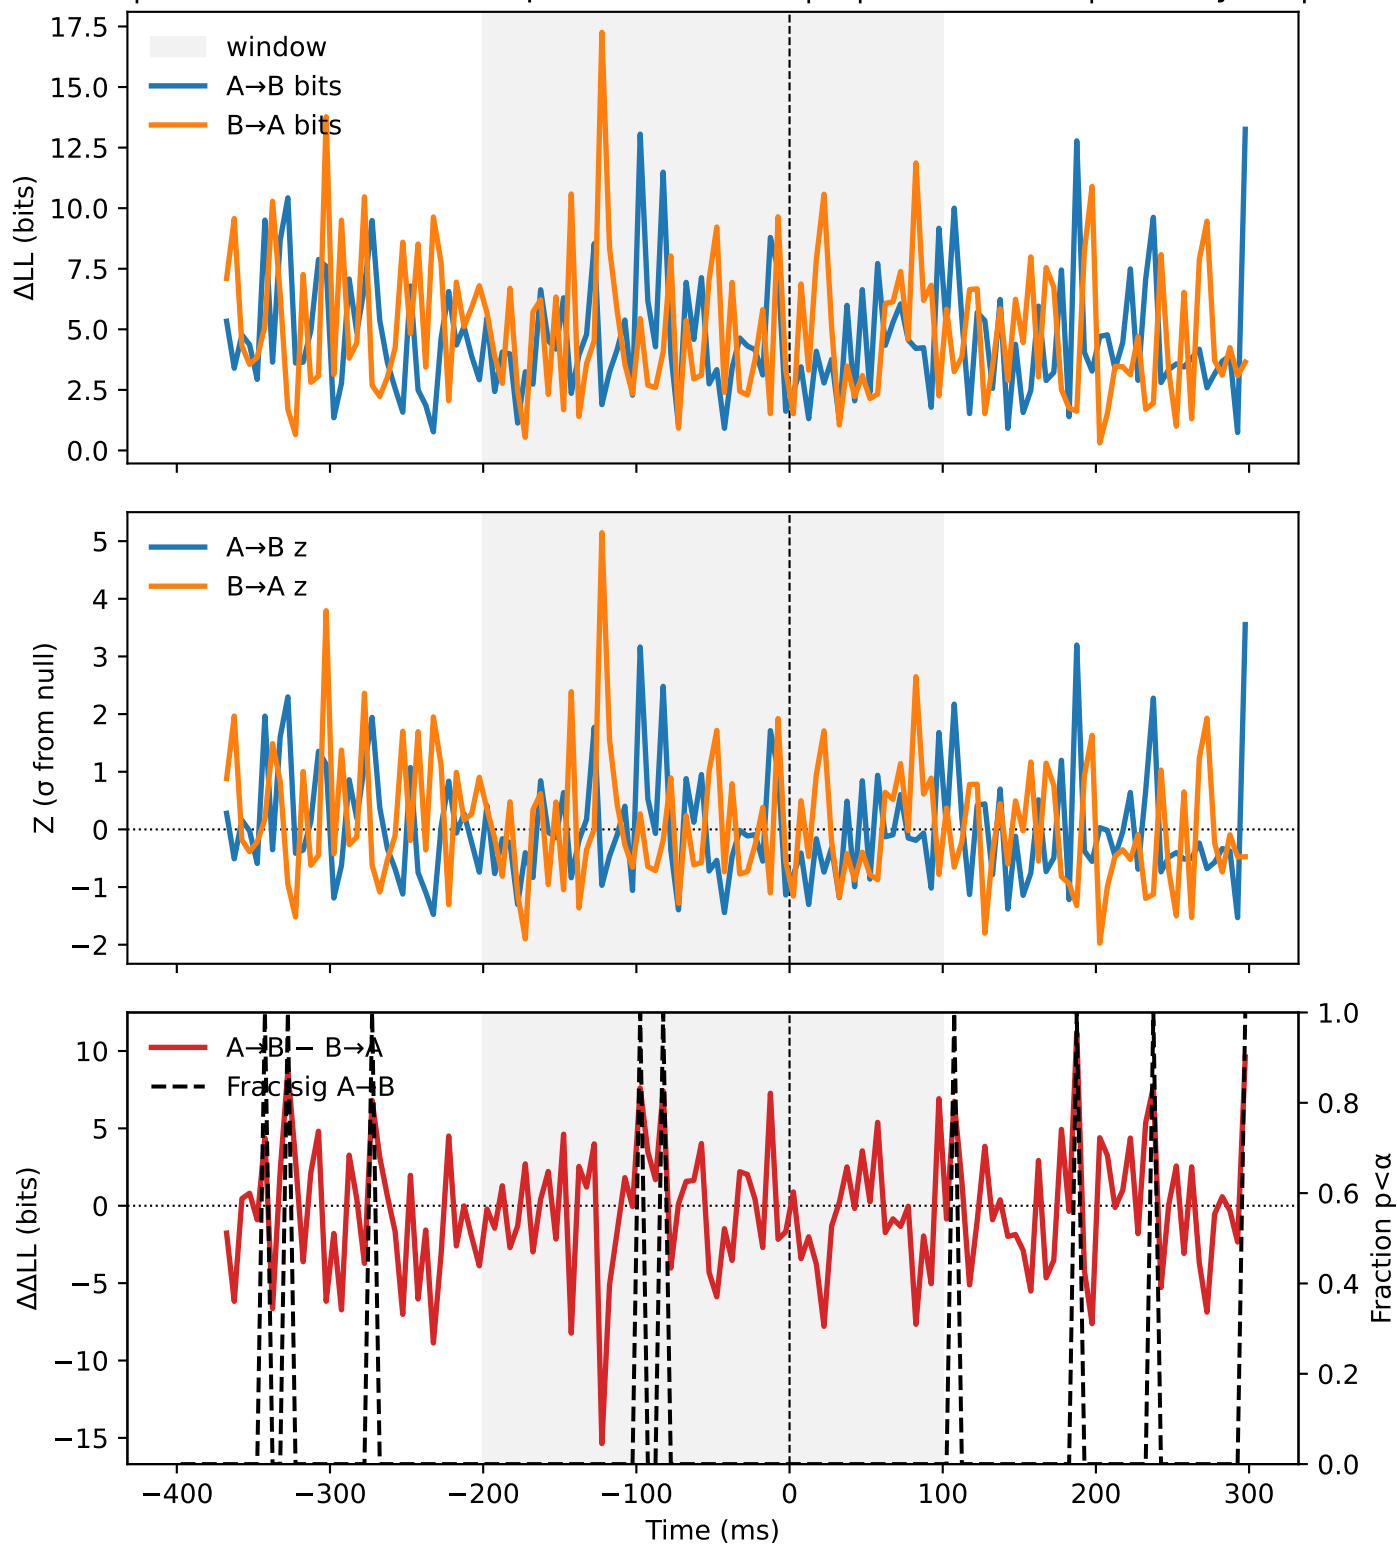 17.5
15.0
12.5
10.0
7.5
5.0
2.5
0.0
ΔLL (bits)
window
A→B bits
B→A bits
5
4
3
2
1
0
−1
−2
Z (σ from null)
A→B z
B→A z
10
5
0
−5
−10
−15
ΔΔLL (bits)
A→B − B→A
Frac sig A→B
1.0
0.8
0.6
0.4
0.2
0.0
Fraction p<α
−400 −300 −200 −100 0 100 200 300
Time (ms)